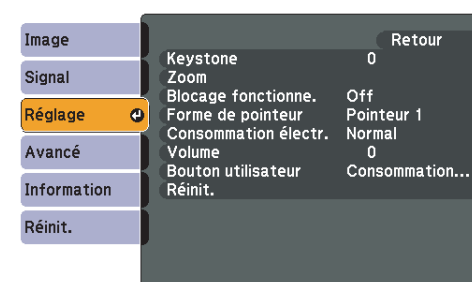 Image
Signal
Réglage
Avancé
Information
Réinit.
Retour
Keystone 0
Zoom
Blocage fonctionne. Off
Forme de pointeur Pointeur 1
Consommation électr. Normal
Volume 0
Bouton utilisateur Consommation...
Réinit.